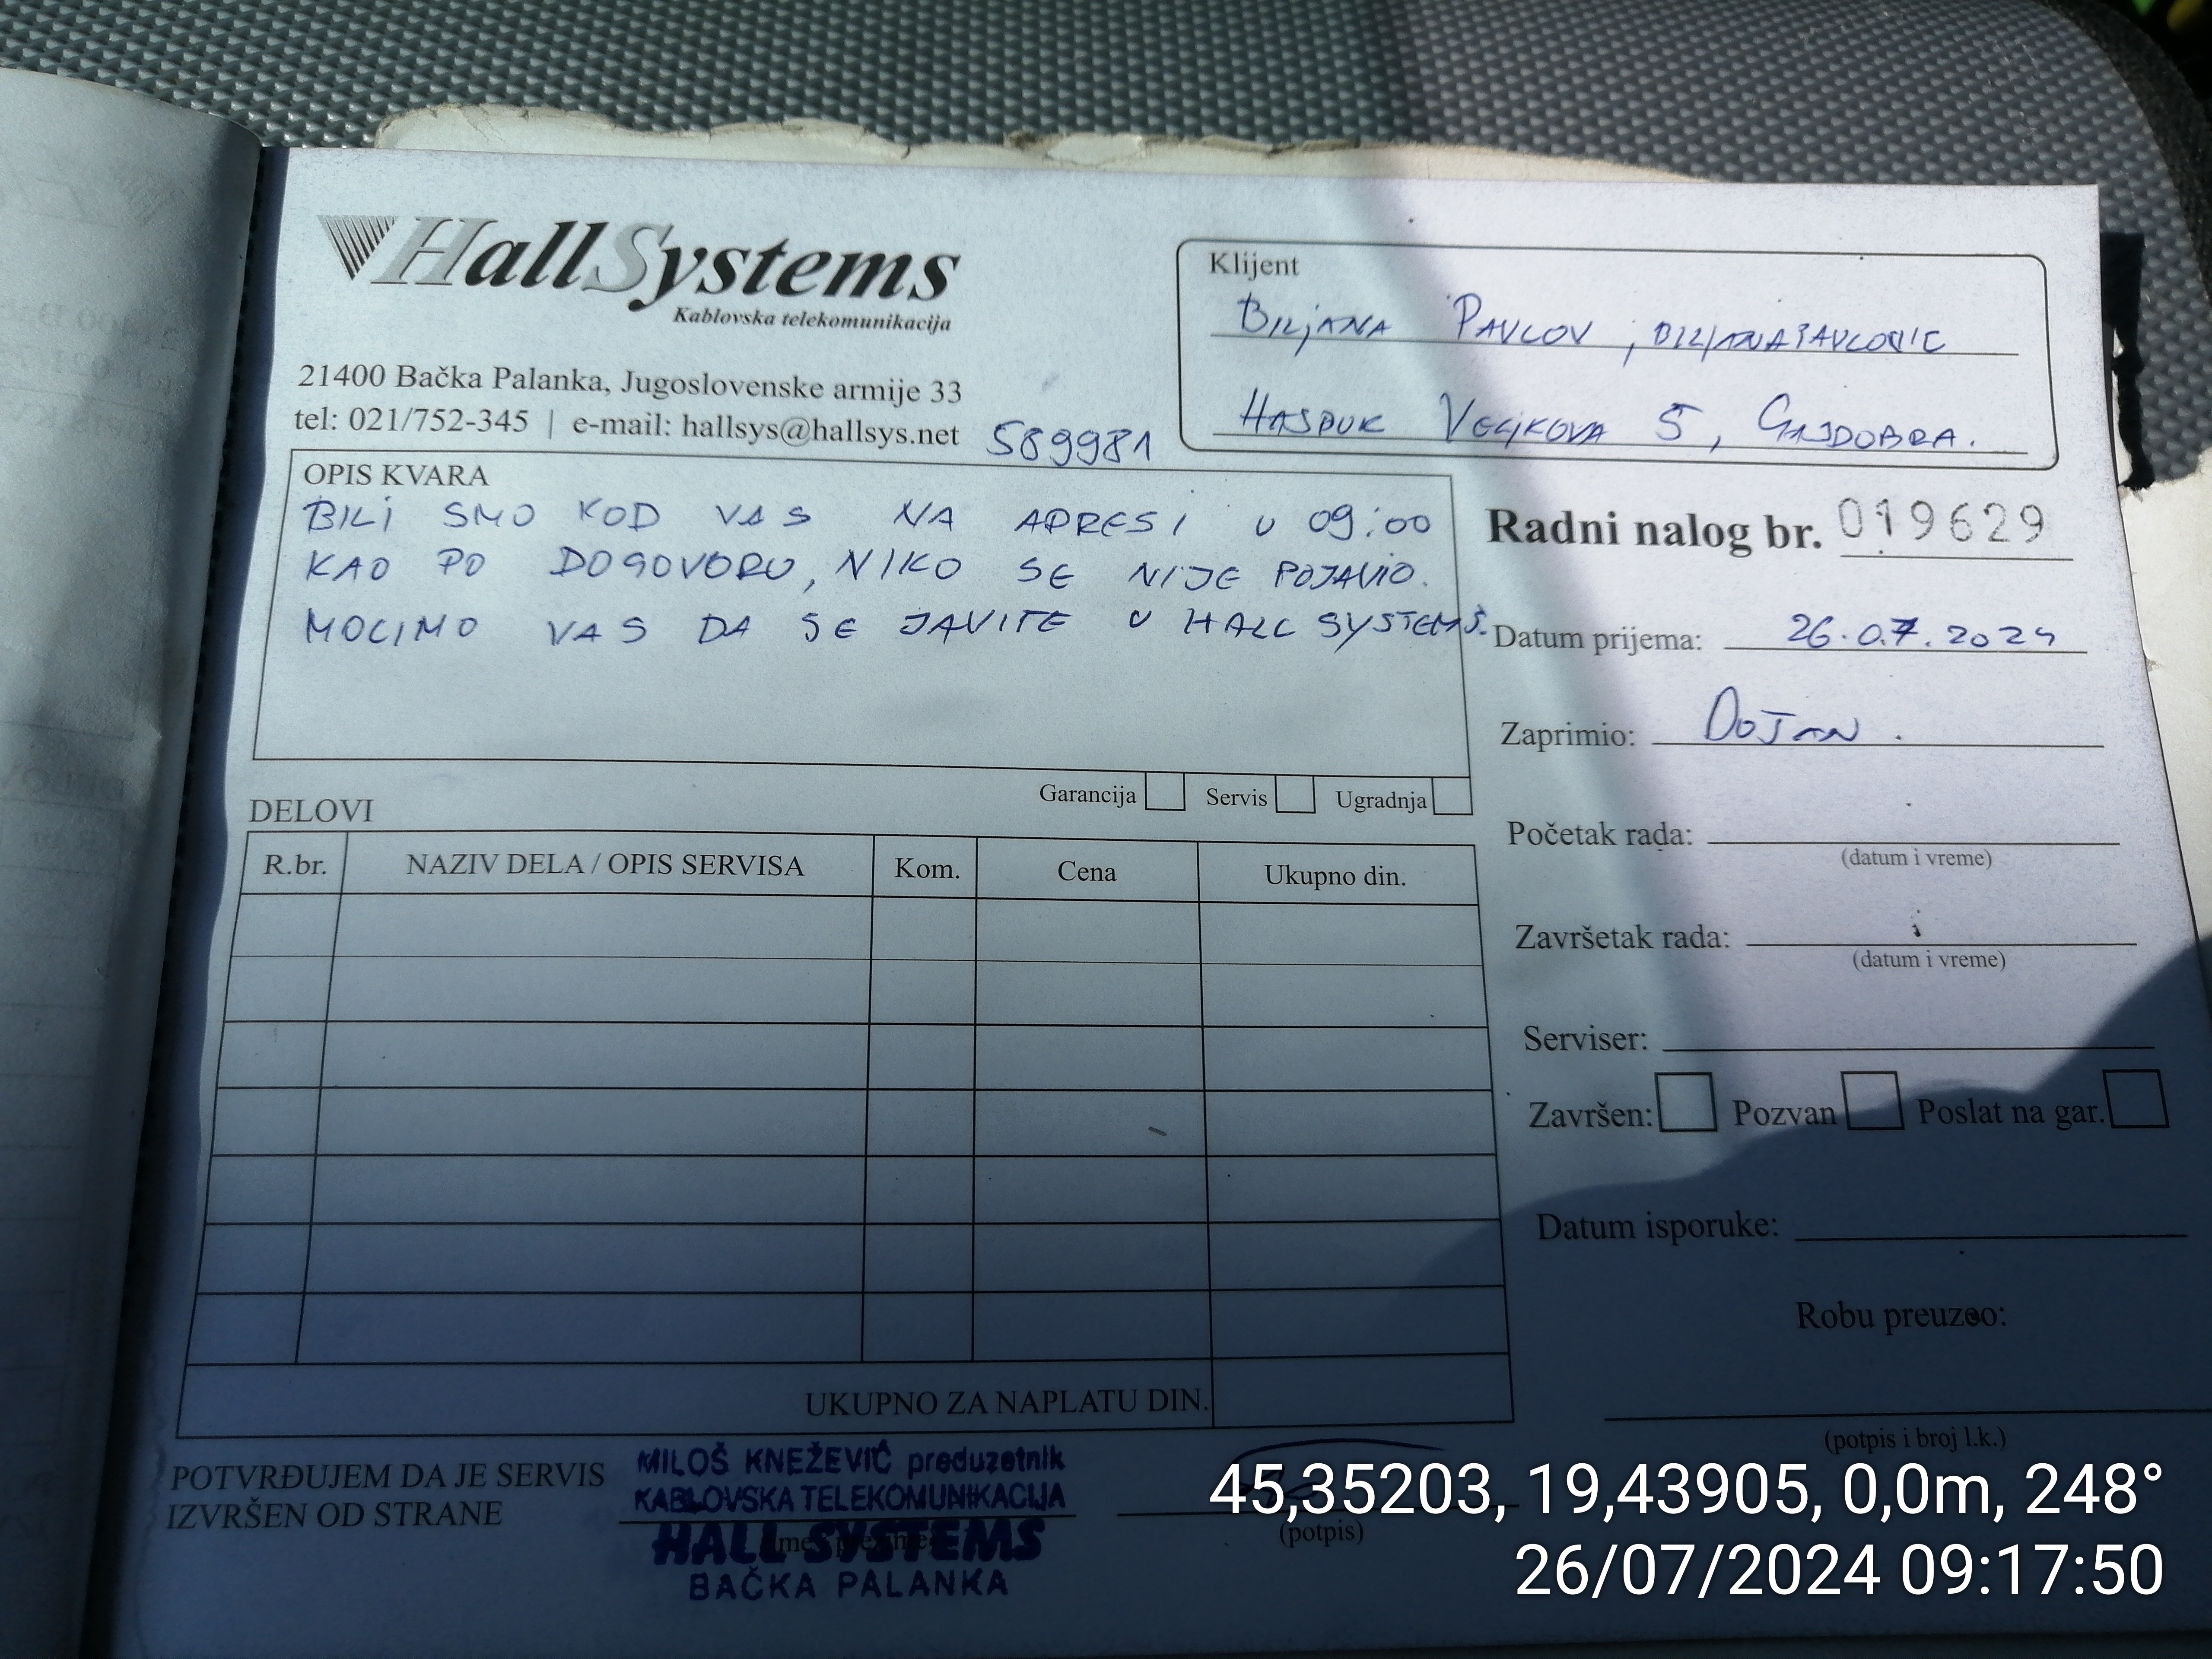 HallSystems
Kablovska telekomunikacija
21400 Bačka Palanka, Jugoslovenske armije 33
tel: 021/752-345 | e-mail: hallsys@hallsys.net
589981
Klijent
BILJANA PAVLOV, BILJANAPAVLOVIC
VELJKOVA 5, GAJDOBRA.
OPIS KVARA
BILI SMO KOD VAS NA ADRESI U 09:00
KAO PO DOGOVORU, NIKO SE NIJE POJAVIO.
MOLIMO VAS DA SE JAVITE U HALL SYSTEMS.
Garancija Servis Ugradnja
Radni nalog br. 019629
Datum prijema: 26.07.2024
Zaprimio: DOJAN.
Početak rada:
(datum i vreme)
Završetak rada:
(datum i vreme)
Serviser:
Završen: Pozvan Poslat na gar.
Datum isporuke:
Robu preuzeo:
(potpis i broj l.k.)
DELOVI
R.br. NAZIV DELA / OPIS SERVISA Kom. Cena Ukupno din.
UKUPNO ZA NAPLATU DIN.
POTVRĐUJEM DA JE SERVIS
IZVRŠEN OD STRANE
MILOŠ KNEŽEVIĆ preduzetnik
KABLOVSKA TELEKOMUNIKACIJA
HALL SYSTEMS
BAČKA PALANKA
(potpis)
45,35203, 19,43905, 0,0m, 248°
26/07/2024 09:17:50